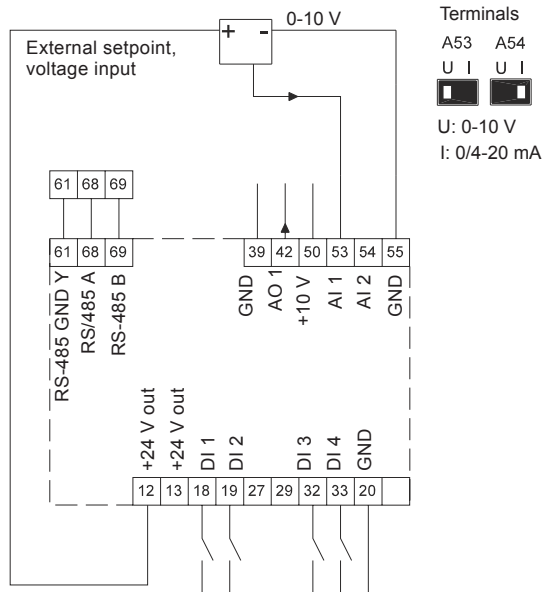 0-10 V
+ -
External setpoint,
voltage input
Terminals
A53 A54
U I U I
U: 0-10 V
I: 0/4-20 mA
61 68 69
61 68 69
39 42 50 53 54 55
RS-485 GND Y
RS/485 A
RS-485 B
GND
AO 1
+10 V
AI 1
AI 2
GND
+24 V out
+24 V out
DI 1
DI 2
DI 3
DI 4
GND
12 13 18 19 27 29 32 33 20